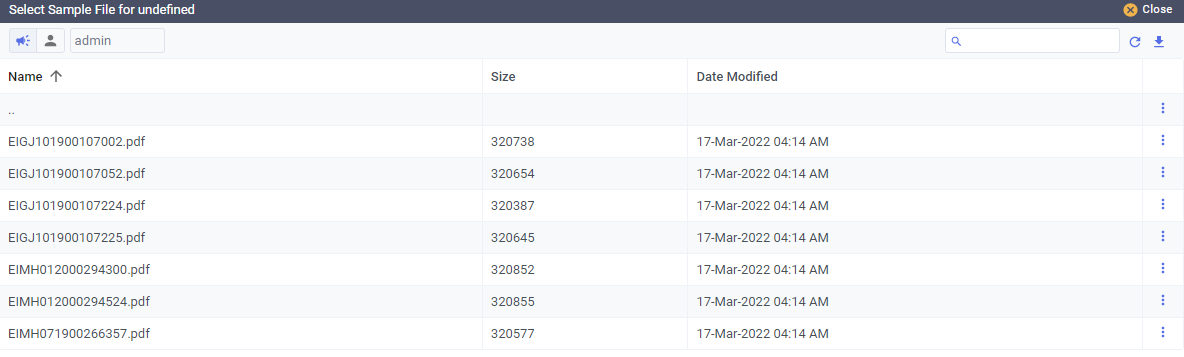 Select Sample File for undefined Close
admin
Name Size Date Modified
..
EIGJ101900107002.pdf 320738 17-Mar-2022 04:14 AM
EIGJ101900107052.pdf 320654 17-Mar-2022 04:14 AM
EIGJ101900107224.pdf 320387 17-Mar-2022 04:14 AM
EIGJ101900107225.pdf 320645 17-Mar-2022 04:14 AM
EIMH012000294300.pdf 320852 17-Mar-2022 04:14 AM
EIMH012000294524.pdf 320855 17-Mar-2022 04:14 AM
EIMH071900266357.pdf 320577 17-Mar-2022 04:14 AM